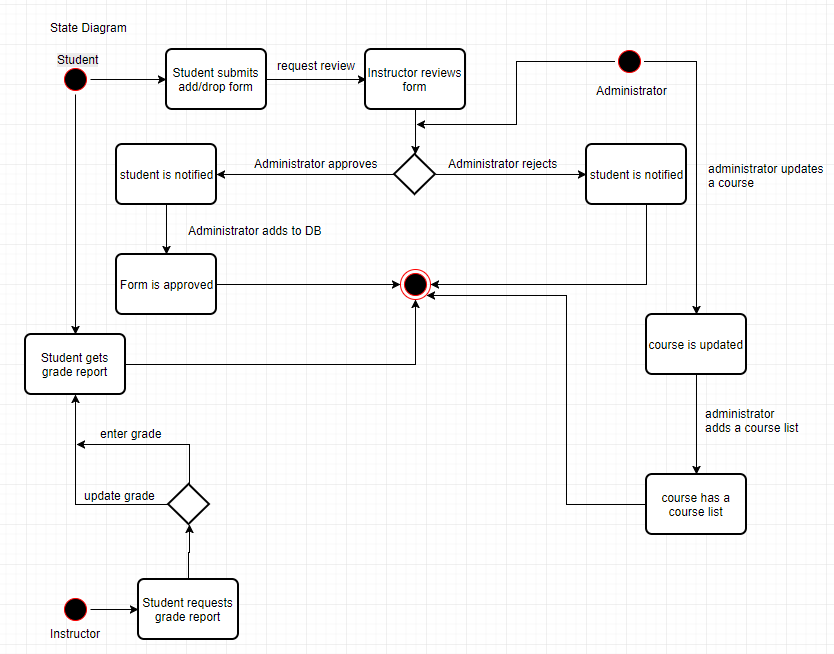 State Diagram
Student
Student submits
add/drop form
request review
Instructor reviews
form
Administrator
student is notified
Administrator approves
Administrator rejects
student is notified
administrator updates
a course
Administrator adds to DB
Form is approved
course is updated
Student gets
grade report
administrator
adds a course list
enter grade
update grade
course has a
course list
Student requests
grade report
Instructor